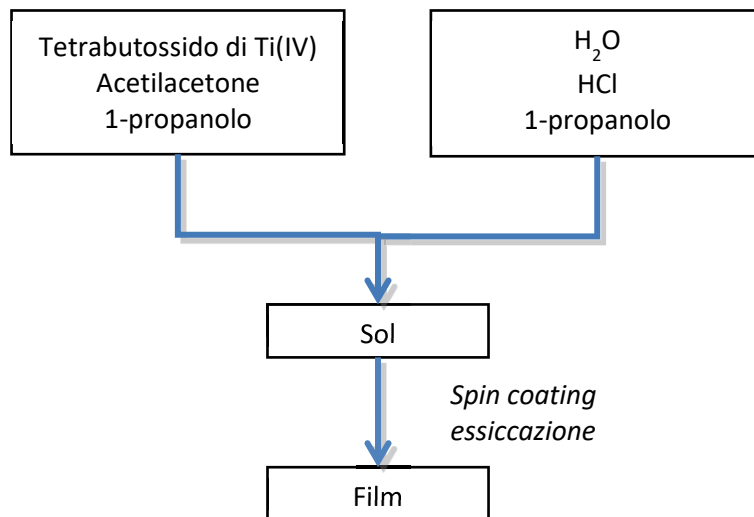 Tetrabutossido di Ti(IV)
Acetilacetone
1-propanolo
H₂O
HCl
1-propanolo
Sol
Spin coating
essiccazione
Film